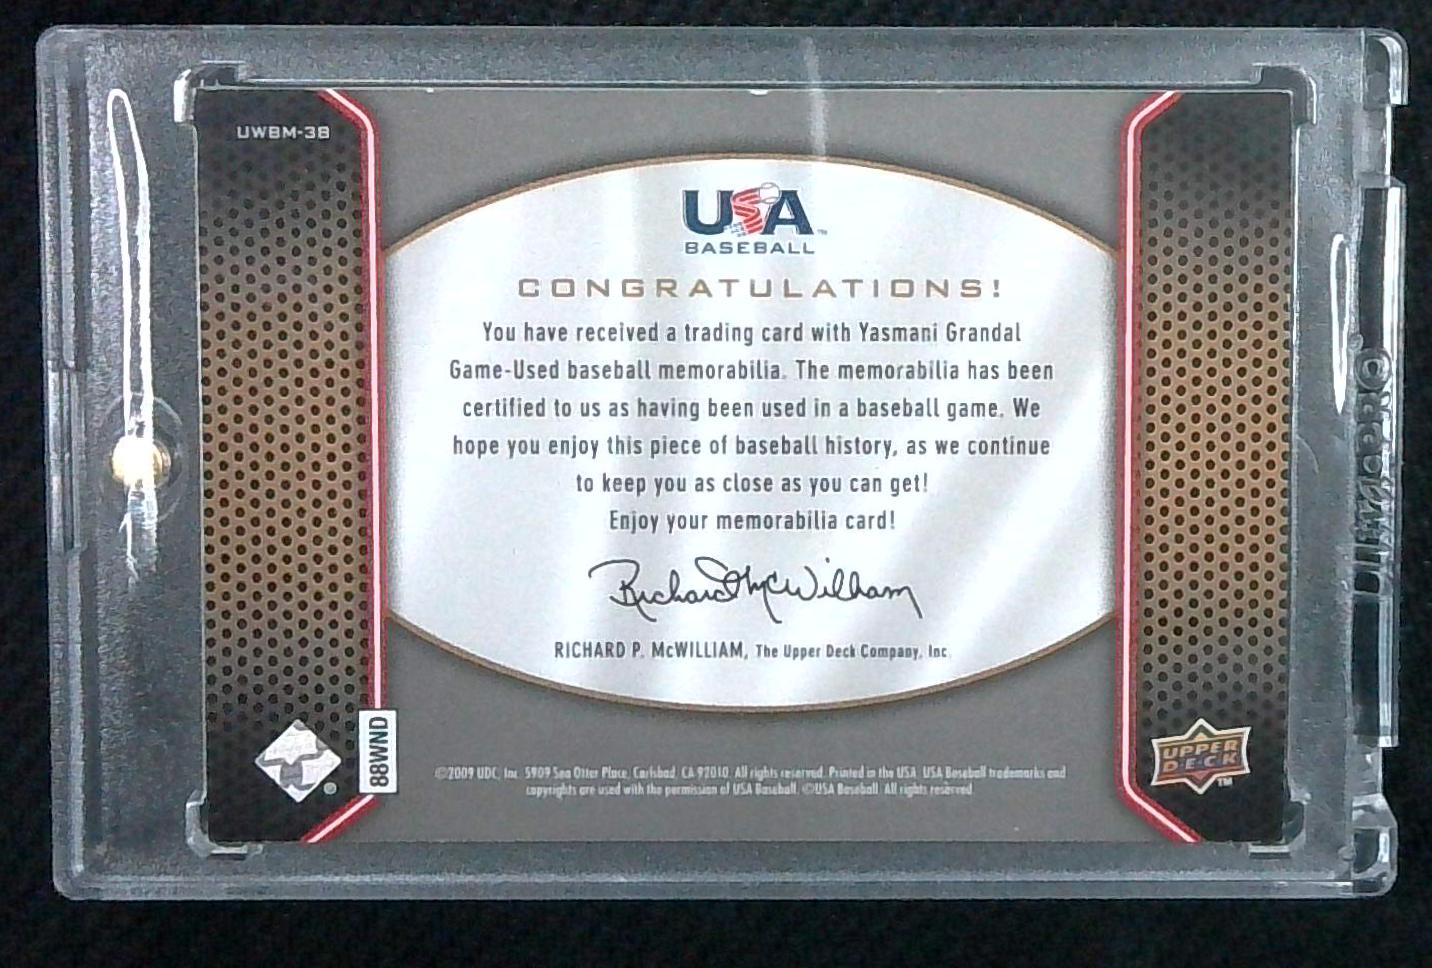 UWBM-38
USA
BASEBALL
CONGRATULATIONS!
You have received a trading card with Yasmani Grandal
Game-Used baseball memorabilia. The memorabilia has been
certified to us as having been used in a baseball game. We
hope you enjoy this piece of baseball history, as we continue
to keep you as close as you can get!
Enjoy your memorabilia card!
Richard McWilliam
RICHARD P. McWILLIAM, The Upper Deck Company, Inc.
88WND
UPPER
DECK
TM
©2009 UDC, Inc. 5909 Sea Otter Place, Carlsbad, CA 92010. All rights reserved. Printed in the USA. USA Baseball trademarks and
copyrights are used with the permission of USA Baseball. ©USA Baseball. All rights reserved.